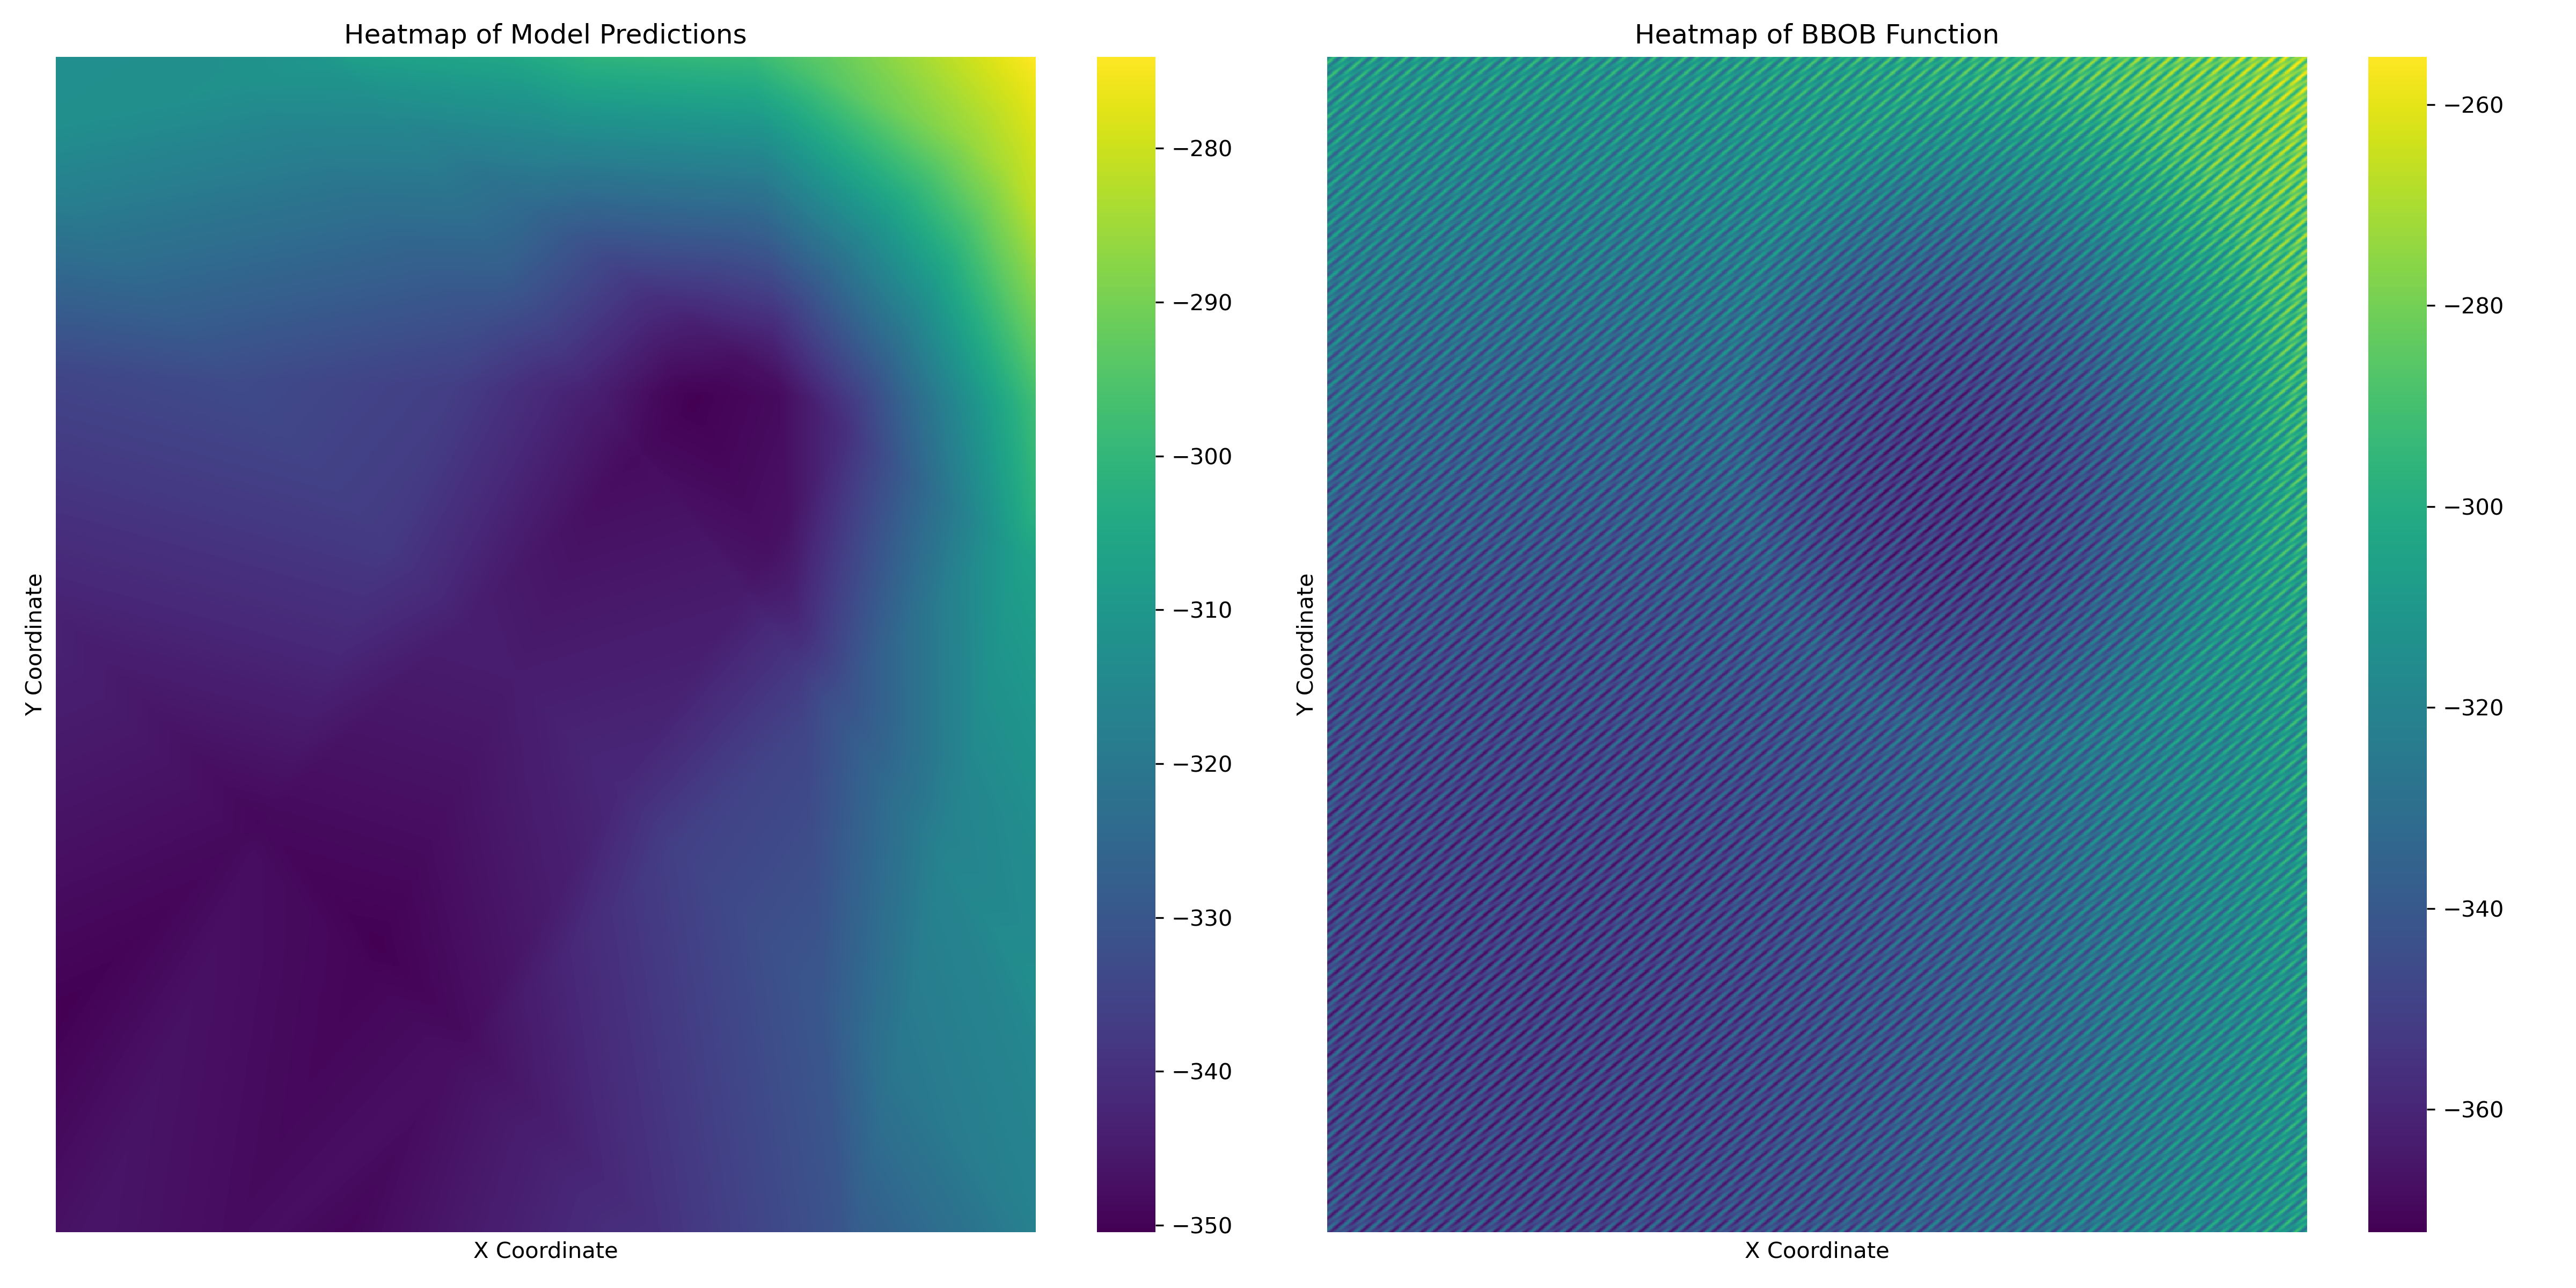 Heatmap of Model Predictions
Y Coordinate
X Coordinate
−280
−290
−300
−310
−320
−330
−340
−350
Heatmap of BBOB Function
Y Coordinate
X Coordinate
−260
−280
−300
−320
−340
−360